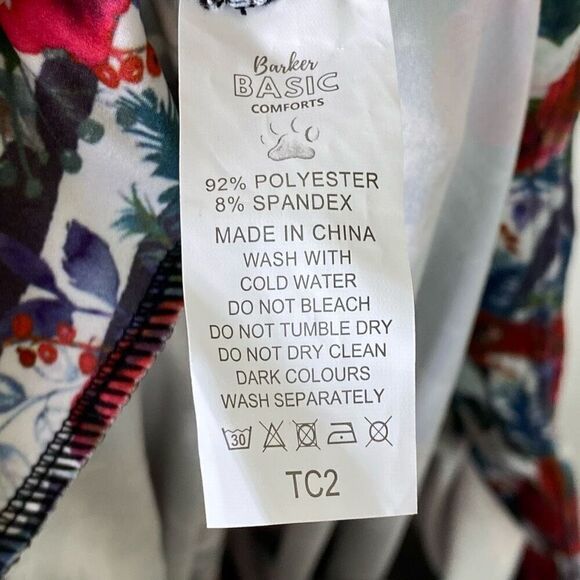 Barker
BASIC
COMFORTS
92% POLYESTER
8% SPANDEX
MADE IN CHINA
WASH WITH
COLD WATER
DO NOT BLEACH
DO NOT TUMBLE DRY
DO NOT DRY CLEAN
DARK COLOURS
WASH SEPARATELY
30
TC2